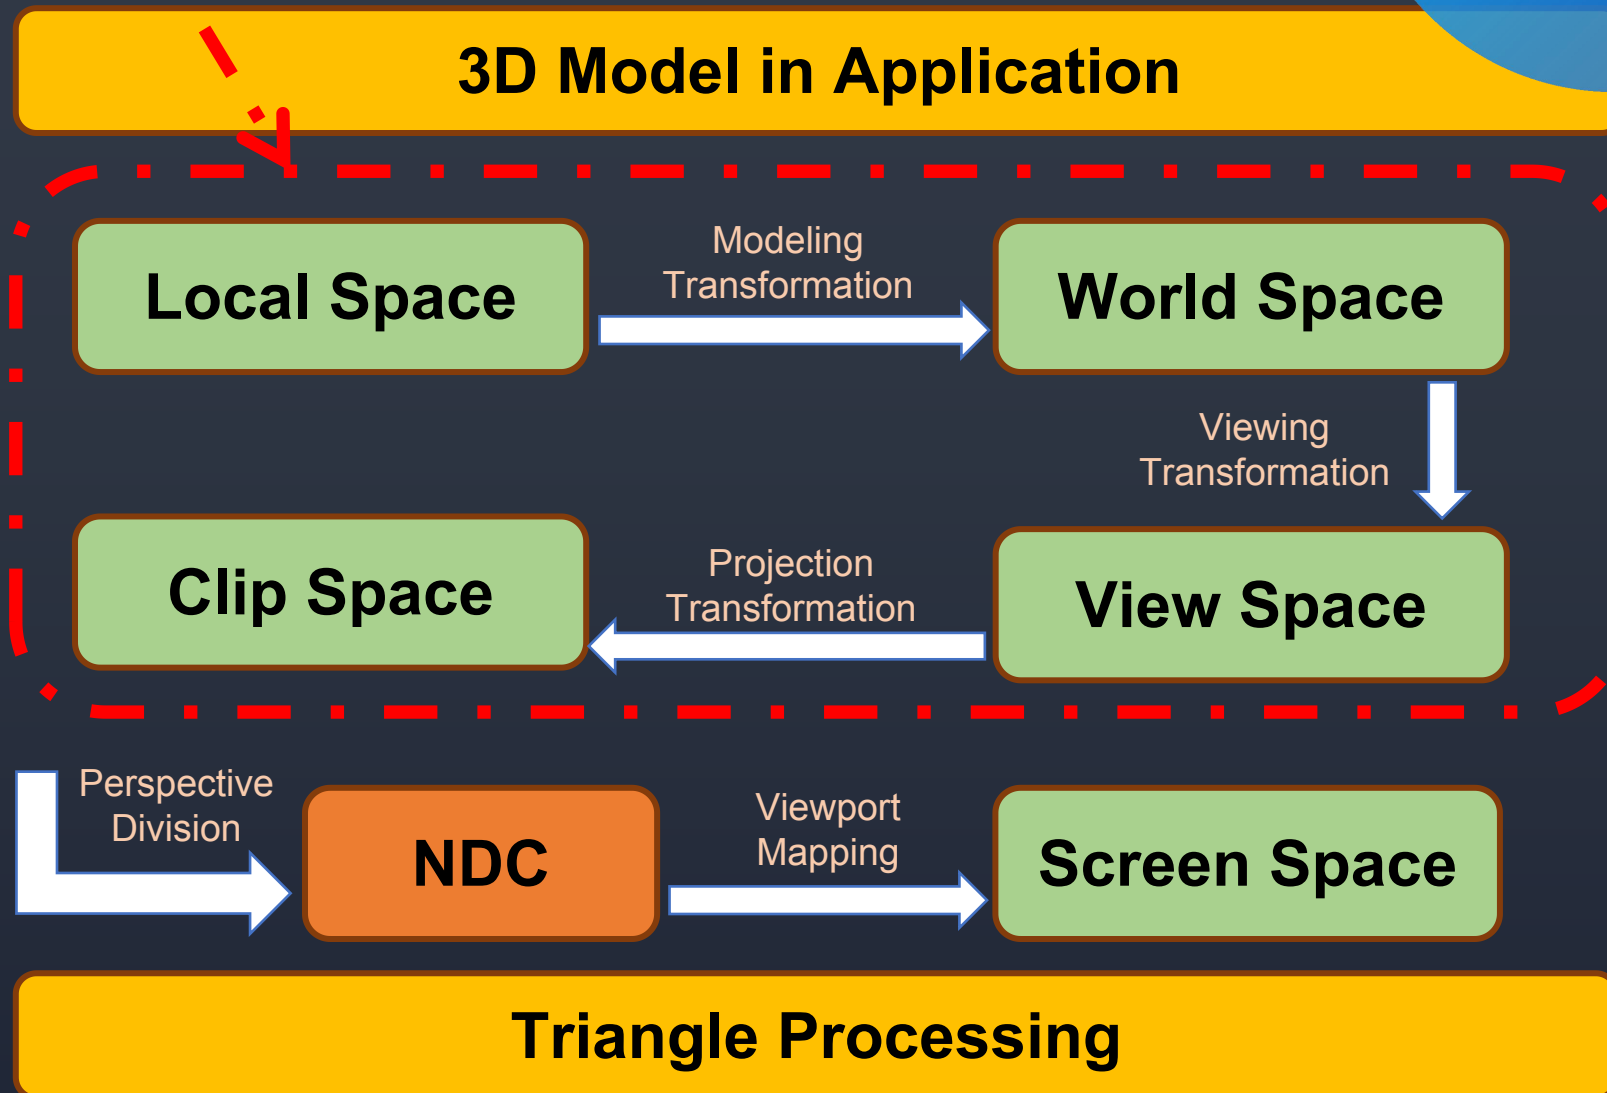 3D Model in Application
Modeling
Transformation
Local Space
World Space
Viewing
Transformation
Projection
Transformation
Clip Space
View Space
Perspective
Division
NDC
Viewport
Mapping
Screen Space
Triangle Processing